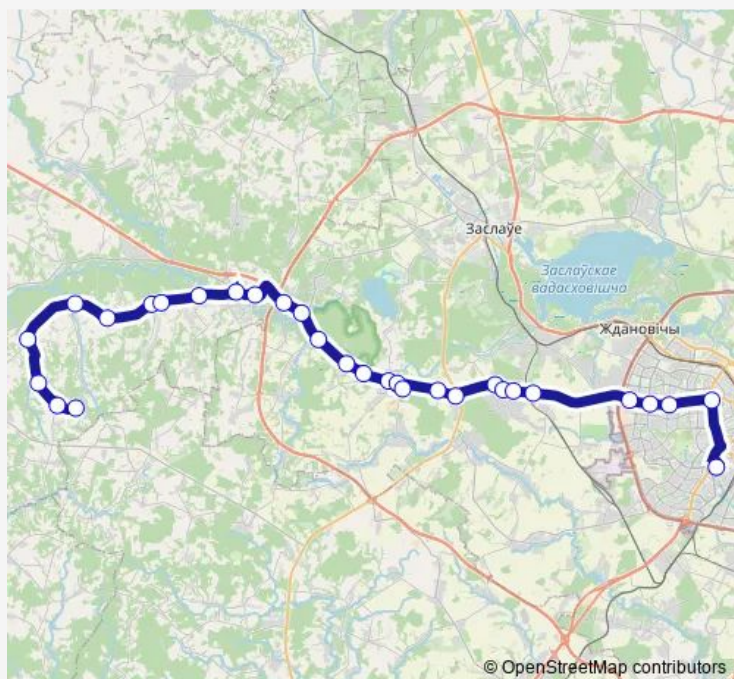 Заслаўе
Заслаўскае
вадасховішча
Ждановічы
© OpenStreetMap contributors